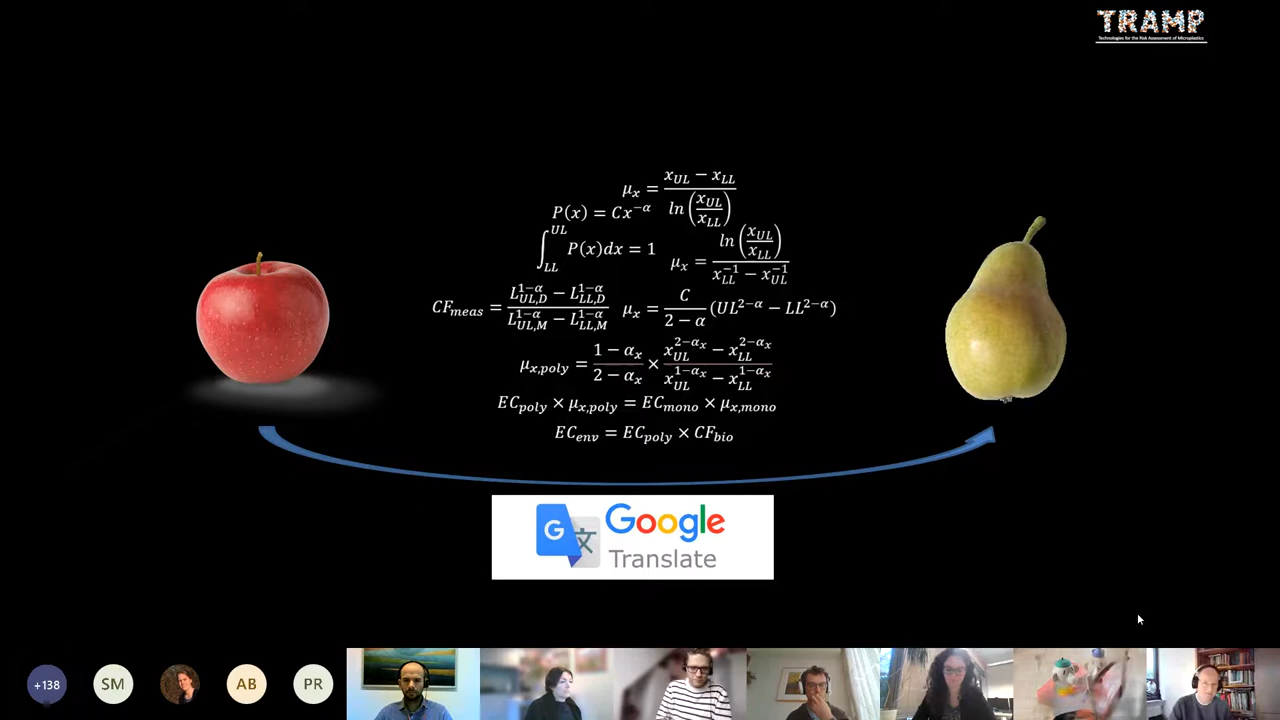 TRAMP
Technologies for the Risk Assessment of Microplastics
μ_x = (x_UL − x_LL) / ln(x_UL / x_LL)
P(x) = Cx^−α
∫_LL^UL P(x)dx = 1
μ_x = ln(x_UL / x_LL) / (x_LL^−1 − x_UL^−1)
CF_meas = (L_UL,D^1−α − L_LL,D^1−α) / (L_UL,M^1−α − L_LL,M^1−α)
μ_x = C / (2−α) (UL^2−α − LL^2−α)
μ_x,poly = (1 − α_x) / (2 − α_x) × (x_UL^2−α_x − x_LL^2−α_x) / (x_UL^1−α_x − x_LL^1−α_x)
EC_poly × μ_x,poly = EC_mono × μ_x,mono
EC_env = EC_poly × CF_bio
G 文 Google
Translate
+138 SM AB PR